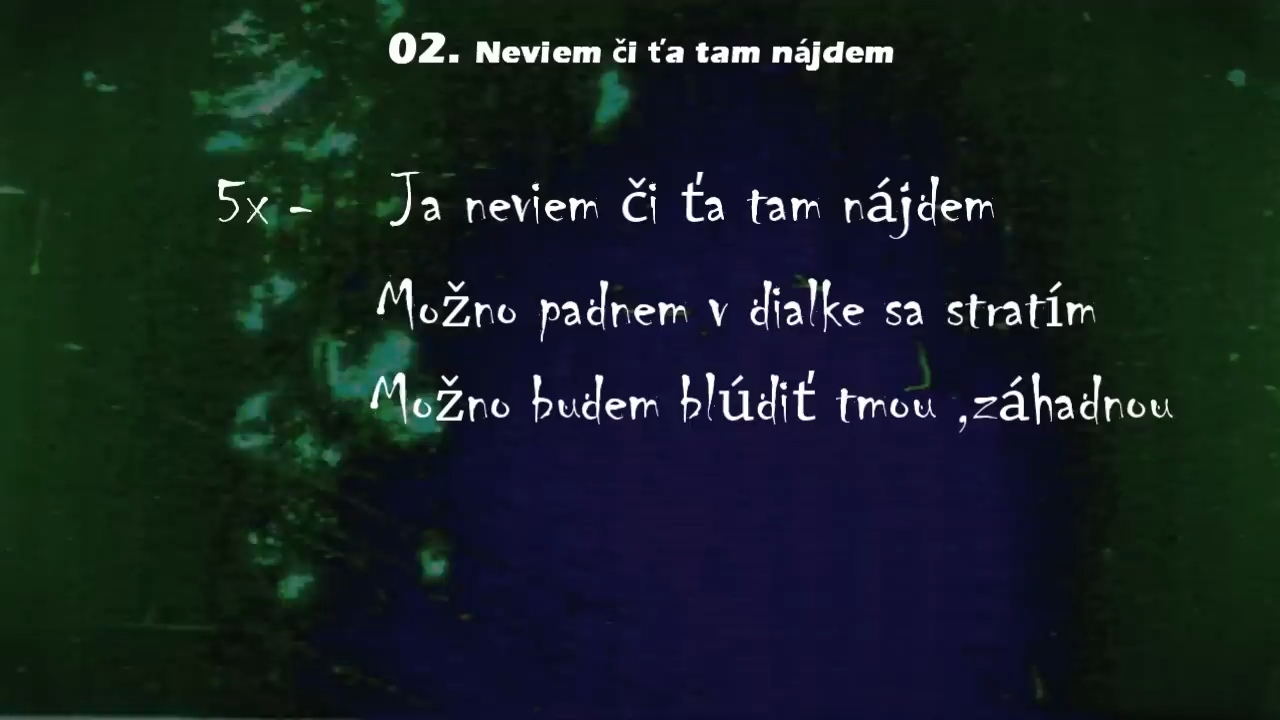 02. Neviem či ťa tam nájdem
5x - Ja neviem či ťa tam nájdem
Možno padnem v dialke sa stratím
Možno budem blúdiť tmou ,záhadnou